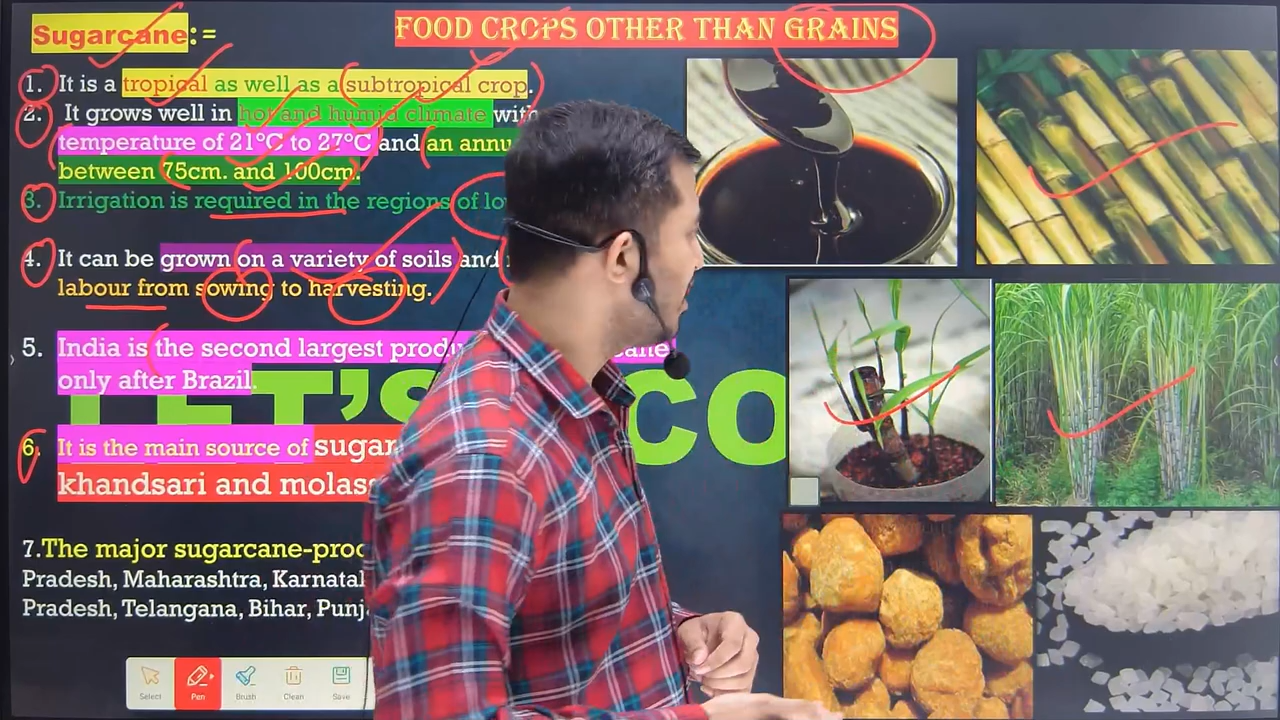 Sugarcane:=
FOOD CROPS OTHER THAN GRAINS
1. It is a tropical as well as a subtropical crop.
2. It grows well in hot and humid climate with
temperature of 21°C to 27°C and an annu
between 75cm. and 100cm.
3. Irrigation is required in the regions of lo
4. It can be grown on a variety of soils and
labour from sowing to harvesting.
5. India is the second largest produ
only after Brazil.
LET'S CO
6. It is the main source of sugar
khandsari and molass
7.The major sugarcane-prod
Pradesh, Maharashtra, Karnatak
Pradesh, Telangana, Bihar, Punja
Select Pen Brush Clean Save